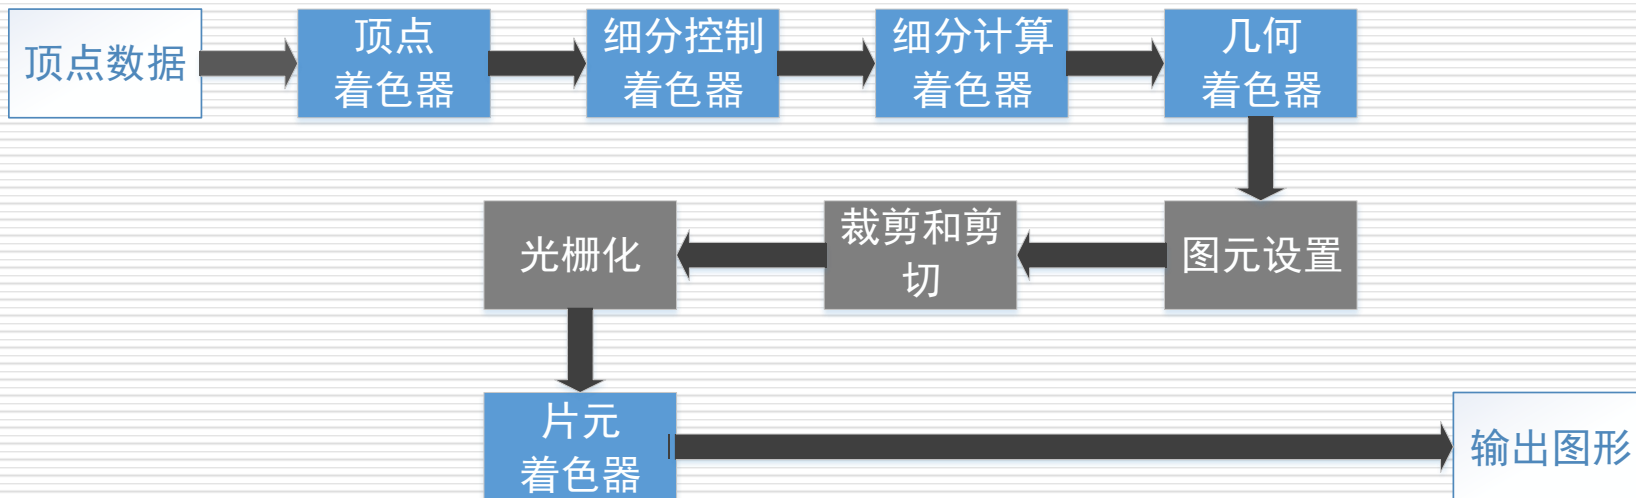 顶点数据
顶点
着色器
细分控制
着色器
细分计算
着色器
几何
着色器
图元设置
裁剪和剪
切
光栅化
片元
着色器
输出图形